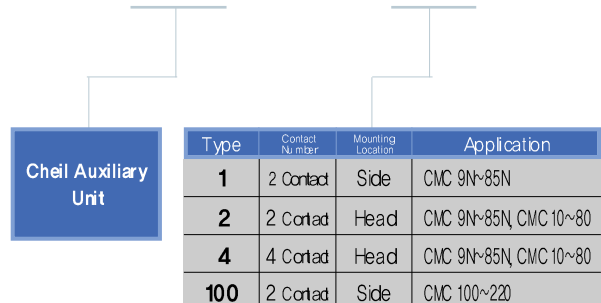 Cheil Auxiliary
Unit
Type Contact Number Mounting Location Application
1 2 Contact Side CMC 9N~85N
2 2 Contact Head CMC 9N~85N, CMC 10~80
4 4 Contact Head CMC 9N~85N, CMC 10~80
100 2 Contact Side CMC 100~220